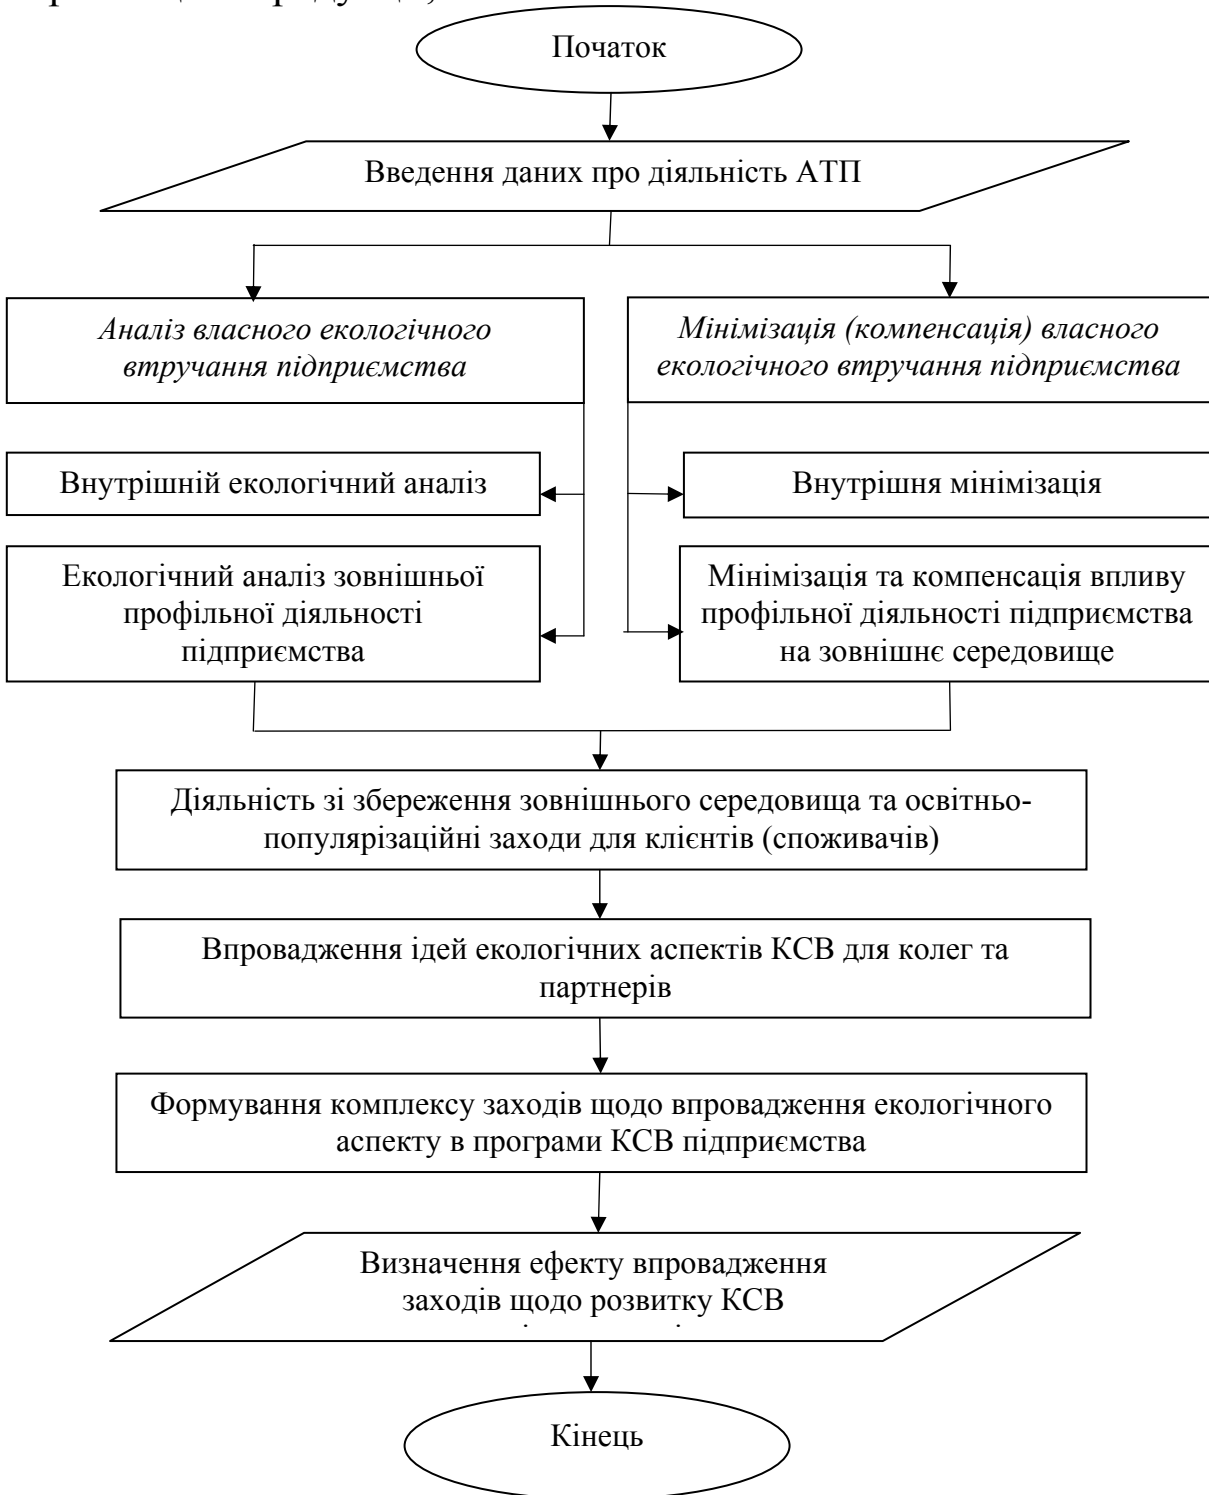 Початок
Введення даних про діяльність АТП
Аналіз власного екологічного
втручання підприємства
Мінімізація (компенсація) власного
екологічного втручання підприємства
Внутрішній екологічний аналіз
Внутрішня мінімізація
Екологічний аналіз зовнішньої
профільної діяльності
підприємства
Мінімізація та компенсація впливу
профільної діяльності підприємства
на зовнішнє середовище
Діяльність зі збереження зовнішнього середовища та освітньо-
популярізаційні заходи для клієнтів (споживачів)
Впровадження ідей екологічних аспектів КСВ для колег та
партнерів
Формування комплексу заходів щодо впровадження екологічного
аспекту в програми КСВ підприємства
Визначення ефекту впровадження
заходів щодо розвитку КСВ
Кінець